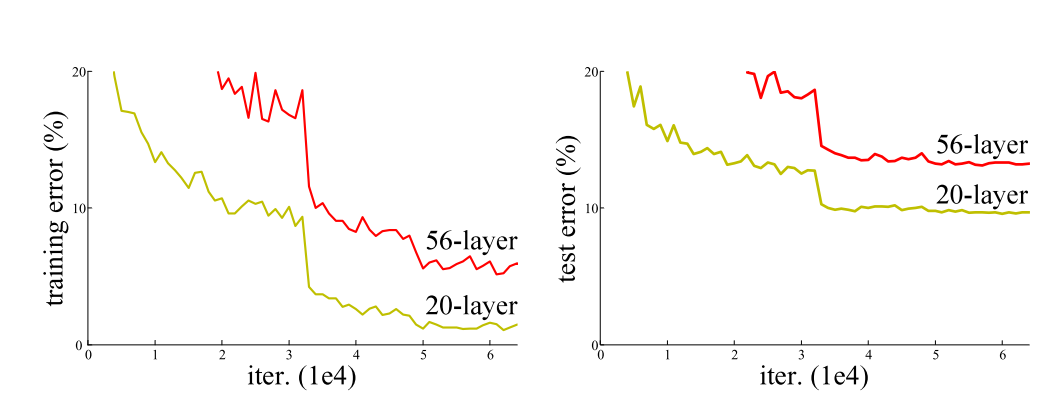 20
10
0
training error (%)
56-layer
20-layer
0 1 2 3 4 5 6
iter. (1e4)
20
10
0
test error (%)
56-layer
20-layer
0 1 2 3 4 5 6
iter. (1e4)